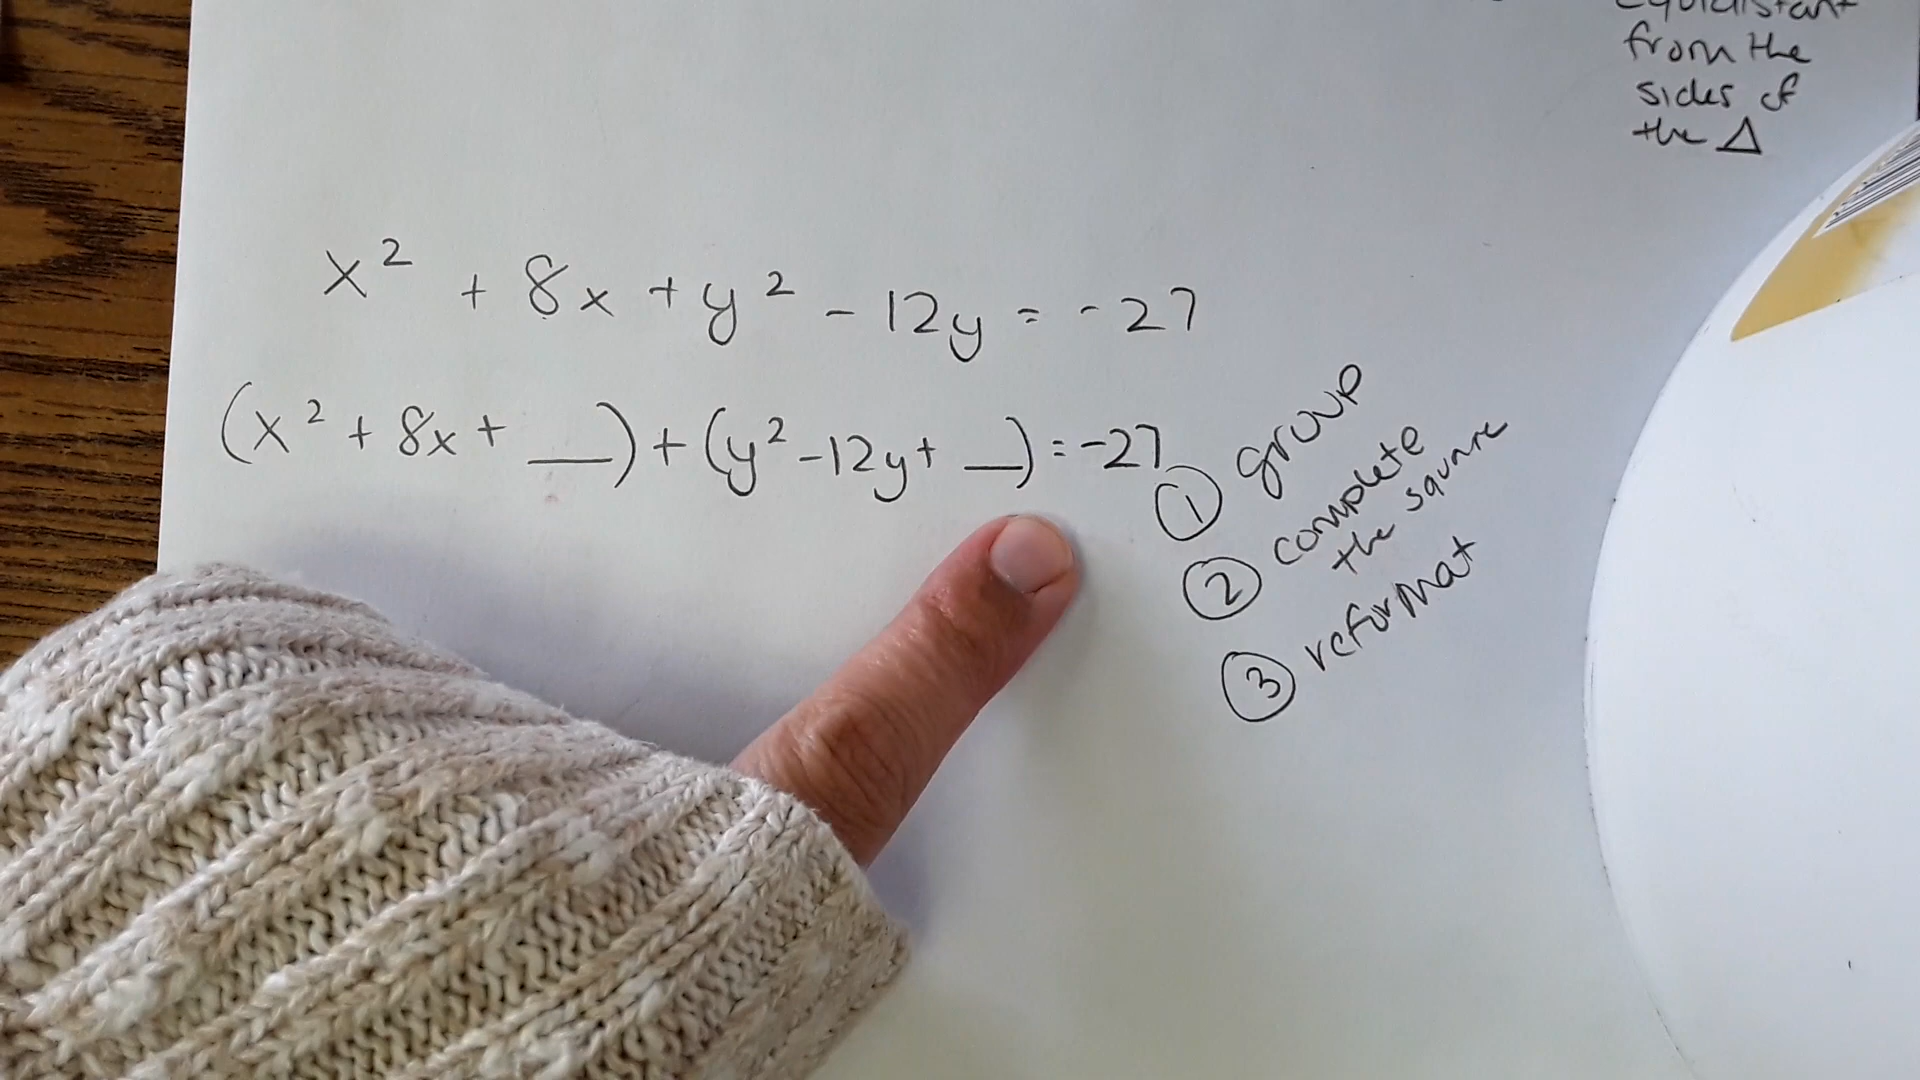 equidistant
from the
sides of
the Δ
x² + 8x + y² - 12y = -27
(x² + 8x + __) + (y² - 12y + __) = -27
① group
② complete
the square
③ reformat